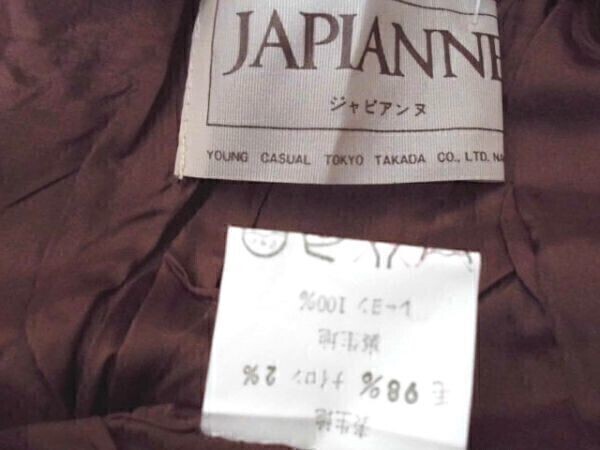 JAPIANNE
ジャピアンヌ
YOUNG CASUAL TOKYO TAKADA CO., LTD. NA
表生地
毛 98% ナイロン 2%
裏生地
レーヨン 100%